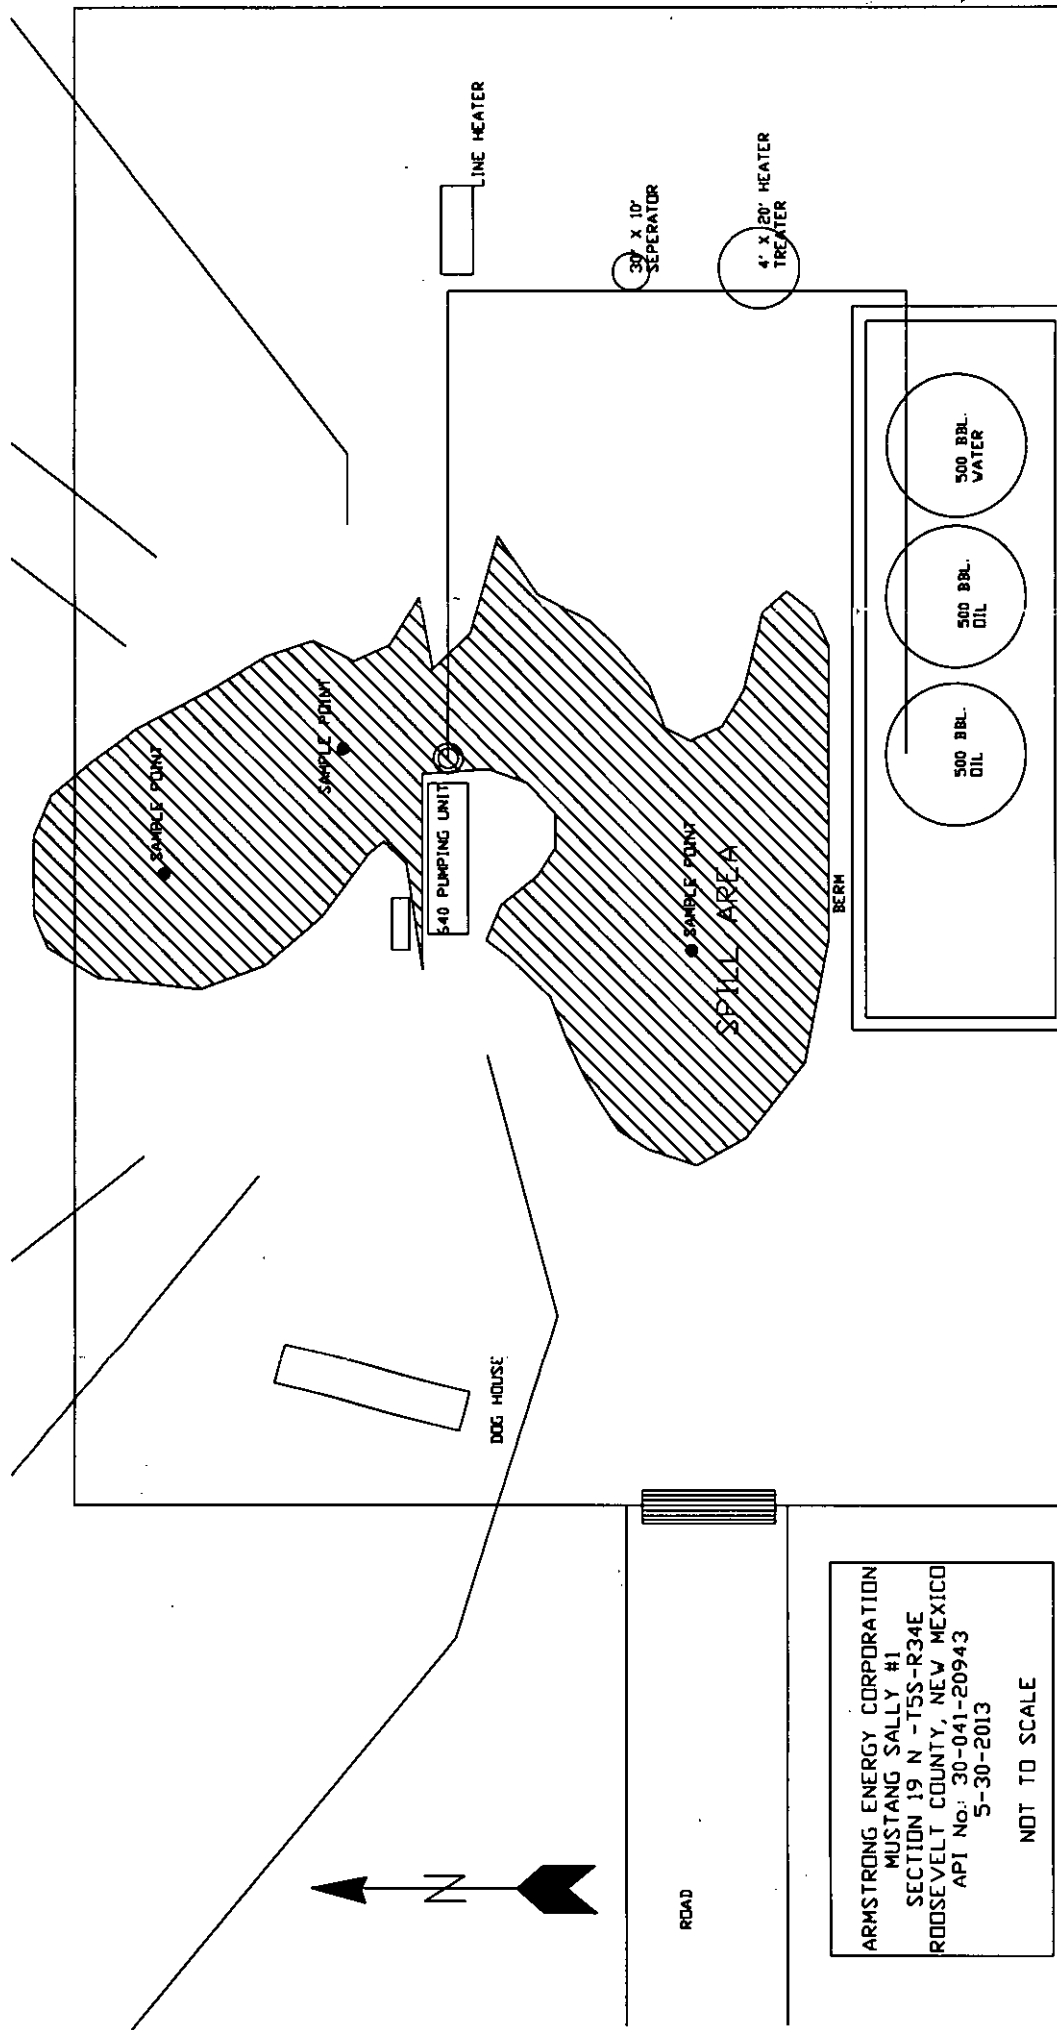 LINE HEATER
30" X 10'
SEPERATOR
4' X 20' HEATER
TREATER
SAMPLE POINT
SAMPLE POINT
640 PUMPING UNIT
SAMPLE POINT
SPILL AREA
BERM
500 BBL.
WATER
500 BBL.
OIL
500 BBL.
OIL
DOG HOUSE
N
ROAD
ARMSTRONG ENERGY CORPORATION
MUSTANG SALLY #1
SECTION 19 N -T5S-R34E
ROOSEVELT COUNTY, NEW MEXICO
API No.: 30-041-20943
5-30-2013
NOT TO SCALE